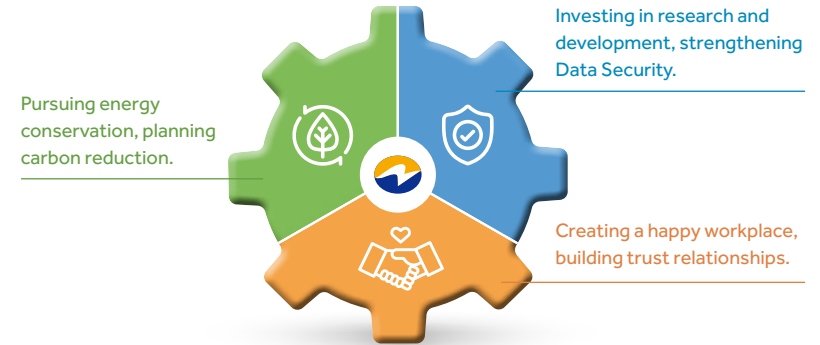 Investing in research and
development, strengthening
Data Security.
Pursuing energy
conservation, planning
carbon reduction.
Creating a happy workplace,
building trust relationships.